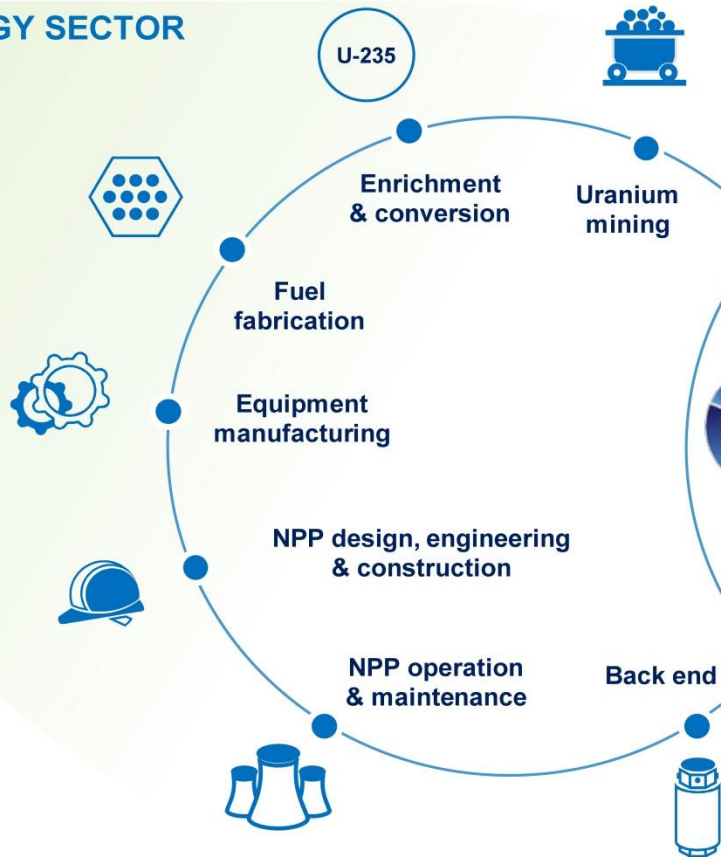 GY SECTOR
U-235
Enrichment
& conversion
Uranium
mining
Fuel
fabrication
Equipment
manufacturing
NPP design, engineering
& construction
NPP operation
& maintenance
Back end